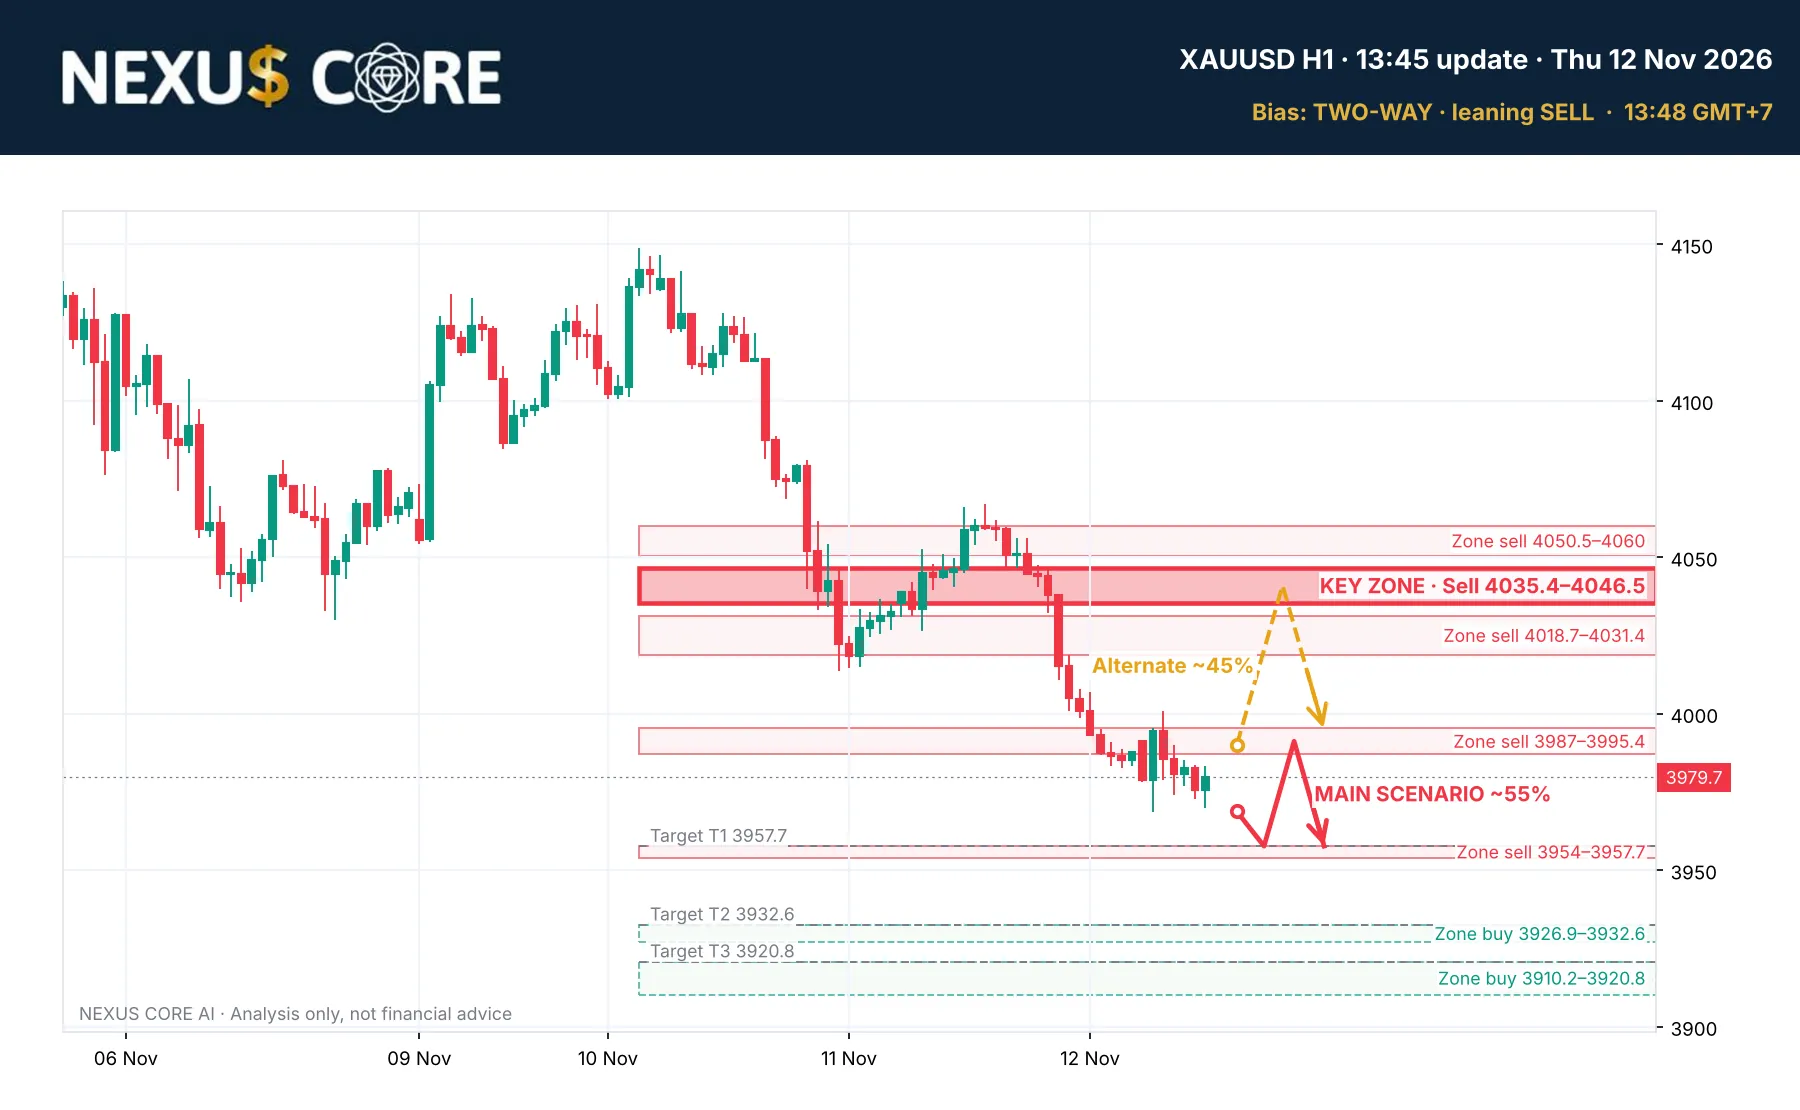 NEXU$ CORE
XAUUSD H1 · 13:45 update · Thu 12 Nov 2026
Bias: TWO-WAY · leaning SELL · 13:48 GMT+7
4150
4100
Zone sell 4050.5–4060
4050
KEY ZONE · Sell 4035.4–4046.5
Zone sell 4018.7–4031.4
Alternate ~45%
4000
Zone sell 3987–3995.4
3979.7
MAIN SCENARIO ~55%
Target T1 3957.7
Zone sell 3954–3957.7
3950
Target T2 3932.6
Zone buy 3926.9–3932.6
Target T3 3920.8
Zone buy 3910.2–3920.8
NEXUS CORE AI · Analysis only, not financial advice
3900
06 Nov
09 Nov
10 Nov
11 Nov
12 Nov